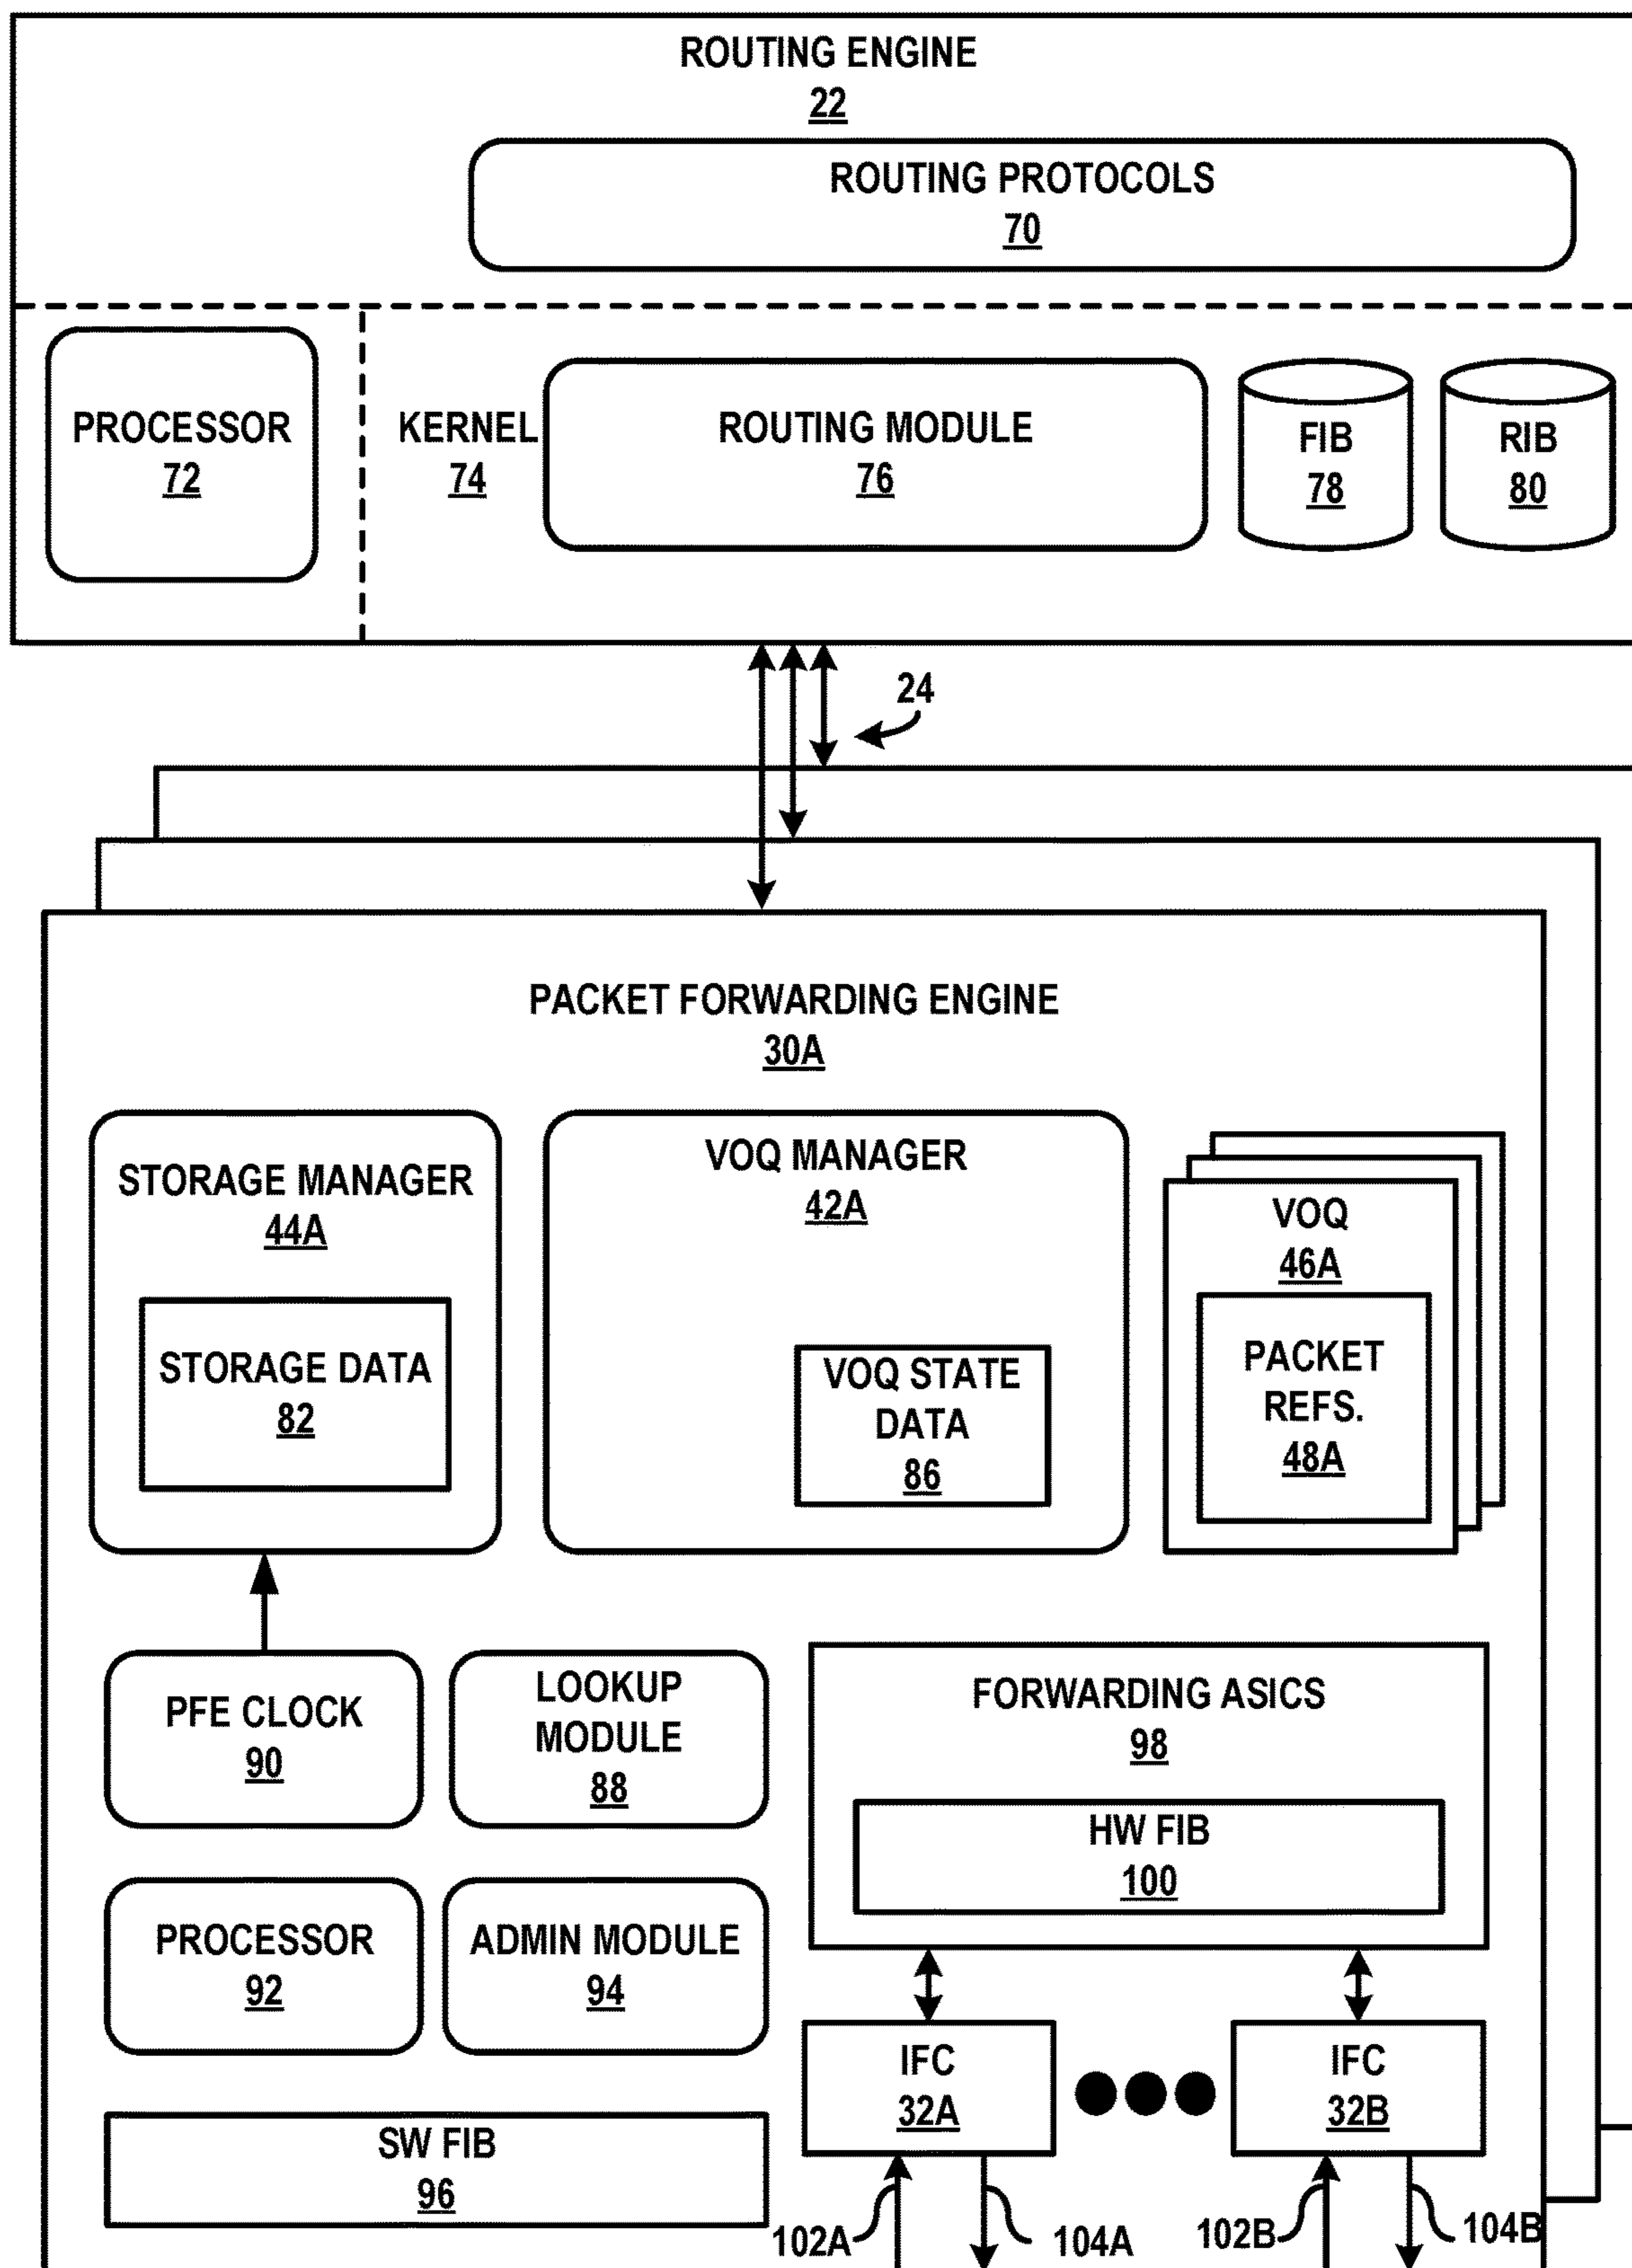 ROUTING ENGINE
22
ROUTING PROTOCOLS
70
PROCESSOR
72
KERNEL
74
ROUTING MODULE
76
FIB
78
RIB
80
24
PACKET FORWARDING ENGINE
30A
STORAGE MANAGER
44A
STORAGE DATA
82
VOQ MANAGER
42A
VOQ STATE
DATA
86
VOQ
46A
PACKET
REFS.
48A
PFE CLOCK
90
LOOKUP
MODULE
88
FORWARDING ASICS
98
HW FIB
100
PROCESSOR
92
ADMIN MODULE
94
IFC
32A
IFC
32B
SW FIB
96
102A
104A
102B
104B